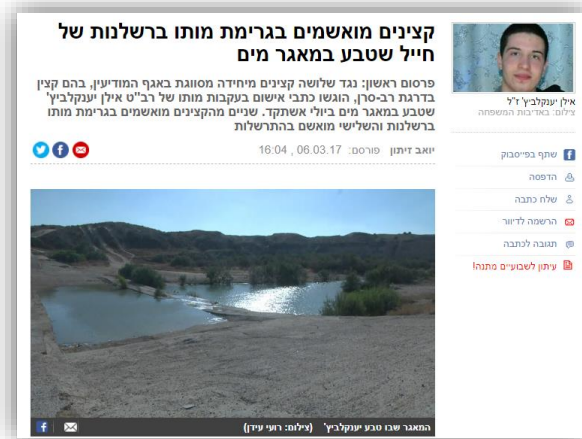 קצינים מואשמים בגרימת מותו ברשלנות של
חייל שטבע במאגר מים
פרסום ראשון: נגד שלושה קצינים מיחידה מסווגת באגף המודיעין, בהם קצין
בדרגת רב-סרן, הוגשו כתבי אישום בעקבות מותו של רב"ט אילן יענקלביץ'
שטבע במאגר מים ביולי אשתקד. שניים מהקצינים מואשמים בגרימת מותו
ברשלנות והשלישי מואשם בהתרשלות
יואב זיתון פורסם: 06.03.17 , 16:04
המאגר שבו טבע יענקלביץ' (צילום: רועי עידן)
אילן יענקלביץ' ז"ל
צילום: באדיבות המשפחה
שתף בפייסבוק
הדפסה
שלח כתבה
הרשמה לדיוור
תגובה לכתבה
עיתון לשבועיים מתנה!